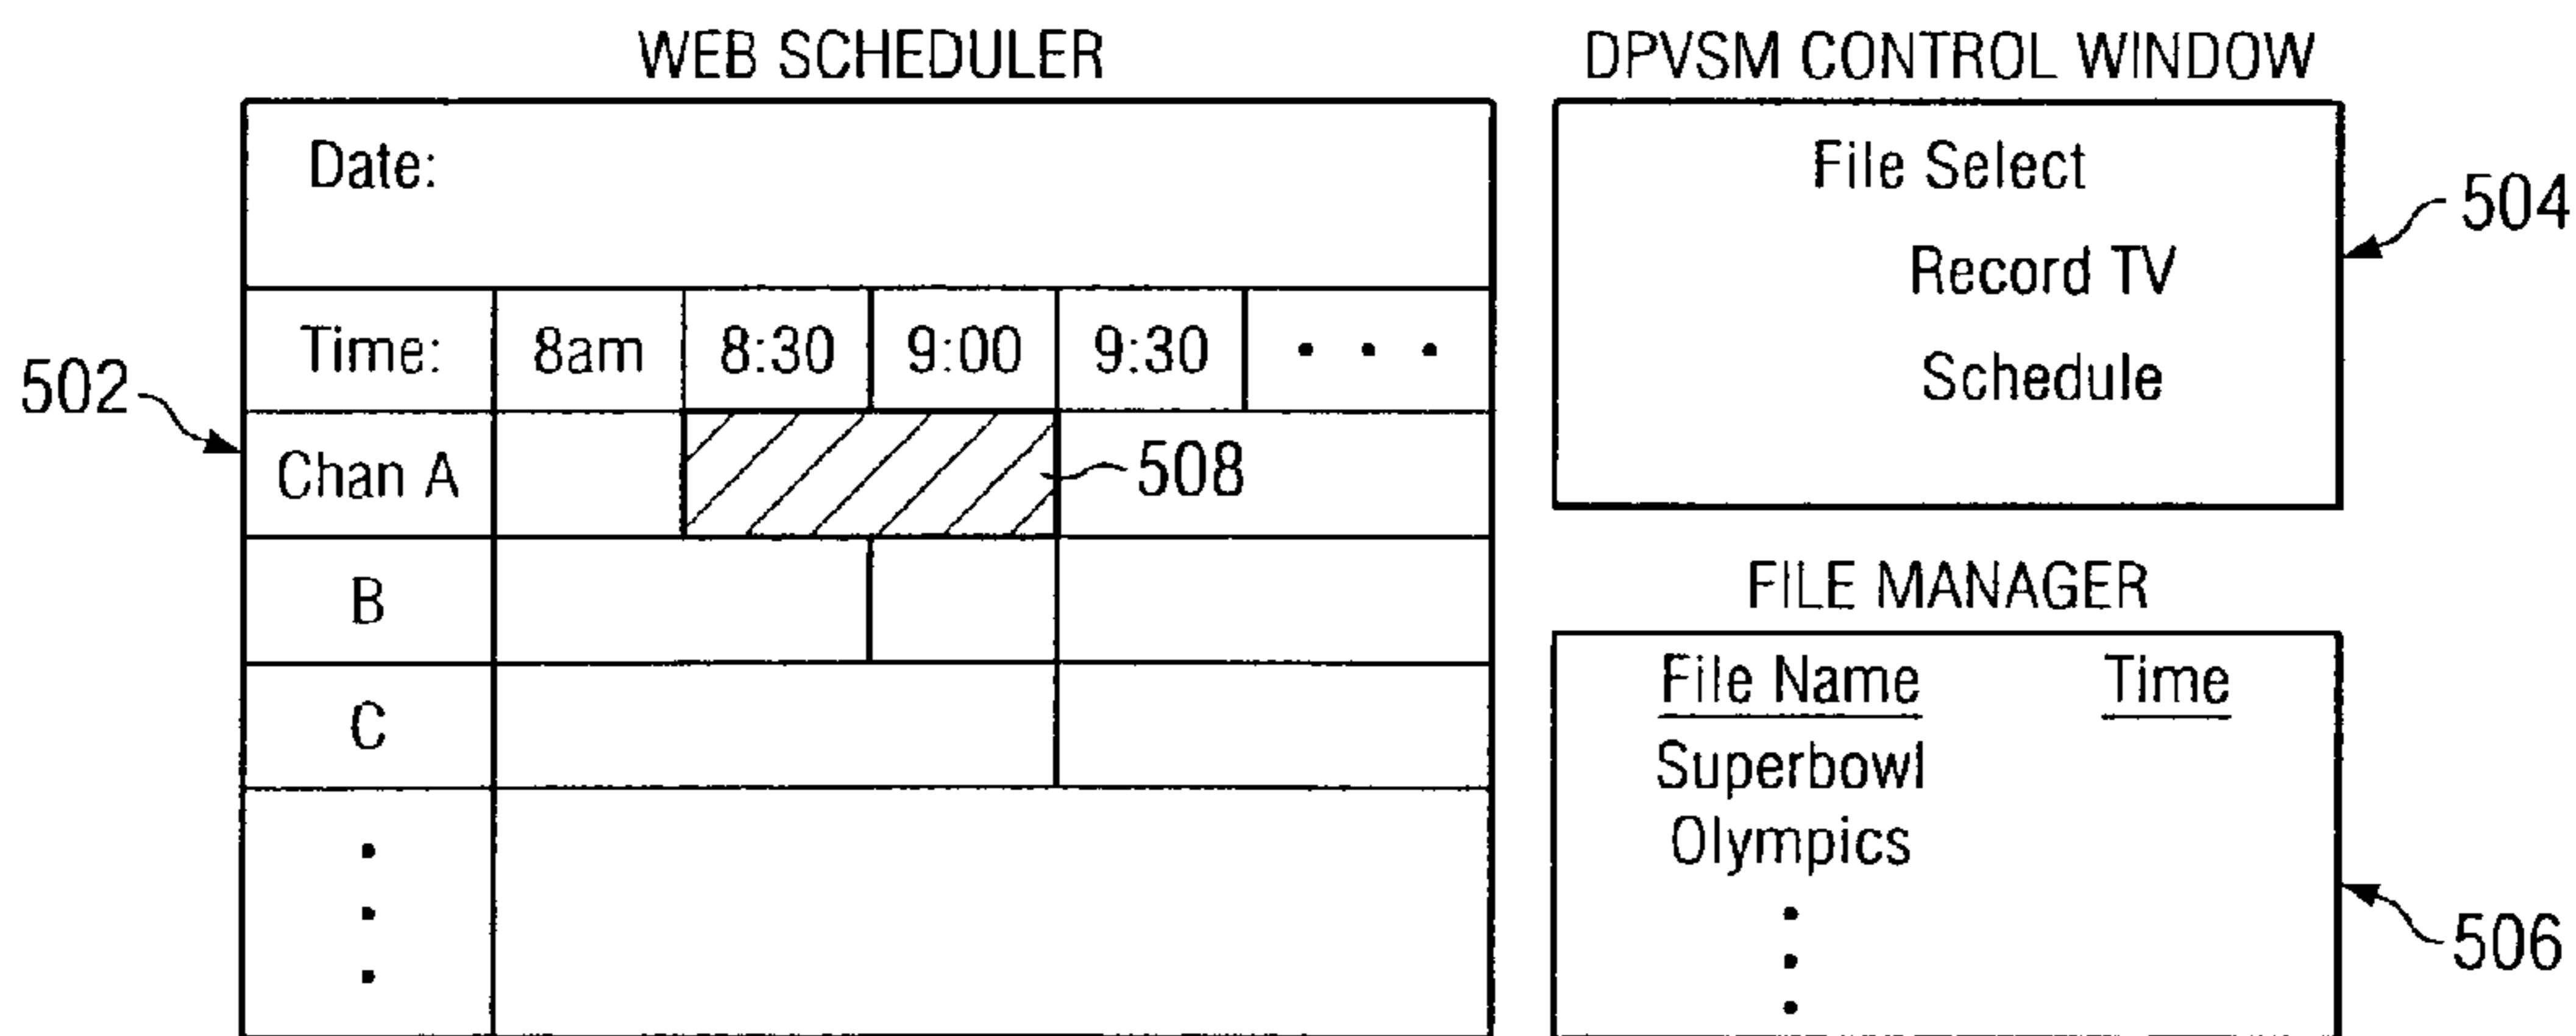 WEB SCHEDULER
Date:
Time: 8am 8:30 9:00 9:30 • • •
502
Chan A 508
B
C
DPVSM CONTROL WINDOW
File Select
Record TV
Schedule
504
FILE MANAGER
File Name Time
Superbowl
Olympics
506